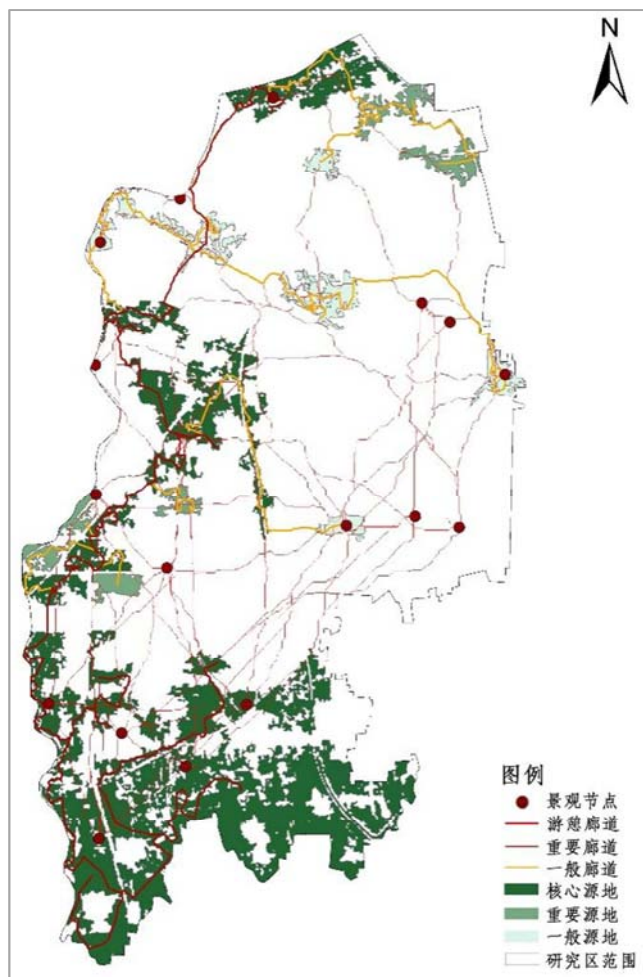 N
图例
景观节点
游憩廊道
重要廊道
一般廊道
核心源地
重要源地
一般源地
研究区范围